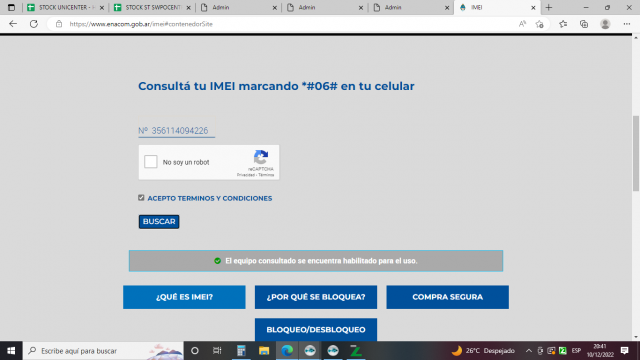 STOCK UNICENTER - H
STOCK ST SWPOCENTI
Admin
Admin
Admin
IMEI
https://www.enacom.gob.ar/imei#contenedorSite
Consultá tu IMEI marcando *#06# en tu celular
Nº 356114094226
No soy un robot
reCAPTCHA
Privacidad - Términos
ACEPTO TERMINOS Y CONDICIONES
BUSCAR
El equipo consultado se encuentra habilitado para el uso.
¿QUÉ ES IMEI?
¿POR QUÉ SE BLOQUEA?
COMPRA SEGURA
BLOQUEO/DESBLOQUEO
Escribe aquí para buscar
26°C Despejado
ESP
20:41
10/12/2022